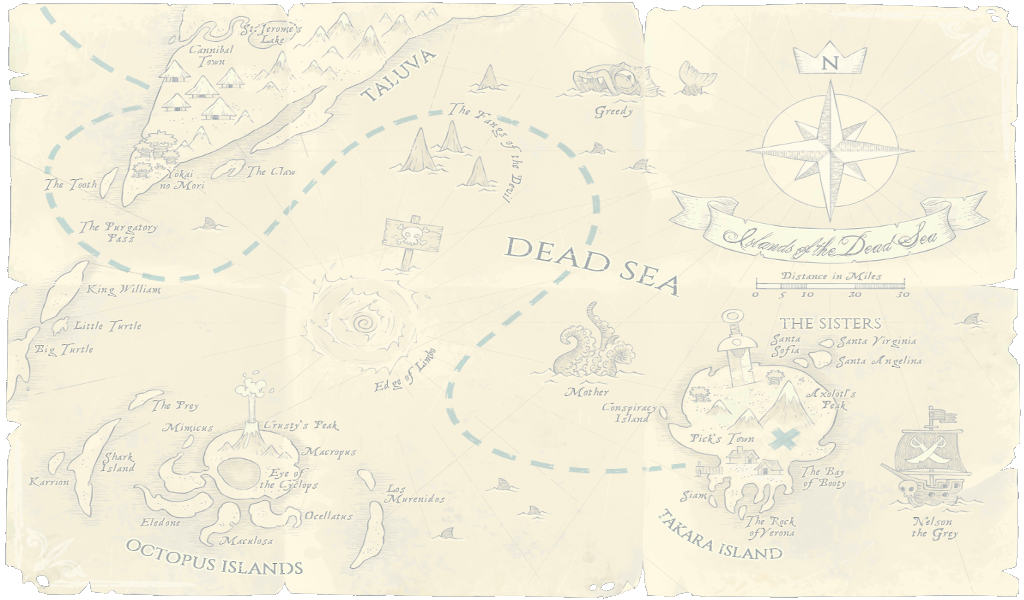 St. Jerome's
Lake
Cannibal
Town
TALUVA
Greedy
N
The Fangs of the Devil
The Tooth
Yokai
no Mori
The Claw
The Purgatory
Pass
DEAD SEA
Islands of the Dead Sea
Distance in Miles
0 5 10 20 30
King William
Little Turtle
Big Turtle
Edge of Limbo
Mother
THE SISTERS
Santa
Sofia
Santa Virginia
Santa Angelina
The Prey
Mimicus
Crusty's Peak
Macropus
Conspiracy
Island
Axolotl's
Peak
Pick's Town
Shark
Island
Karrion
Eye of
the Cyclops
Los
Murenidos
The Bay
of Booty
Siam
Eledone
Ocellatus
Maculosa
The Rock
of Verona
Nelson
the Grey
OCTOPUS ISLANDS
TAKARA ISLAND